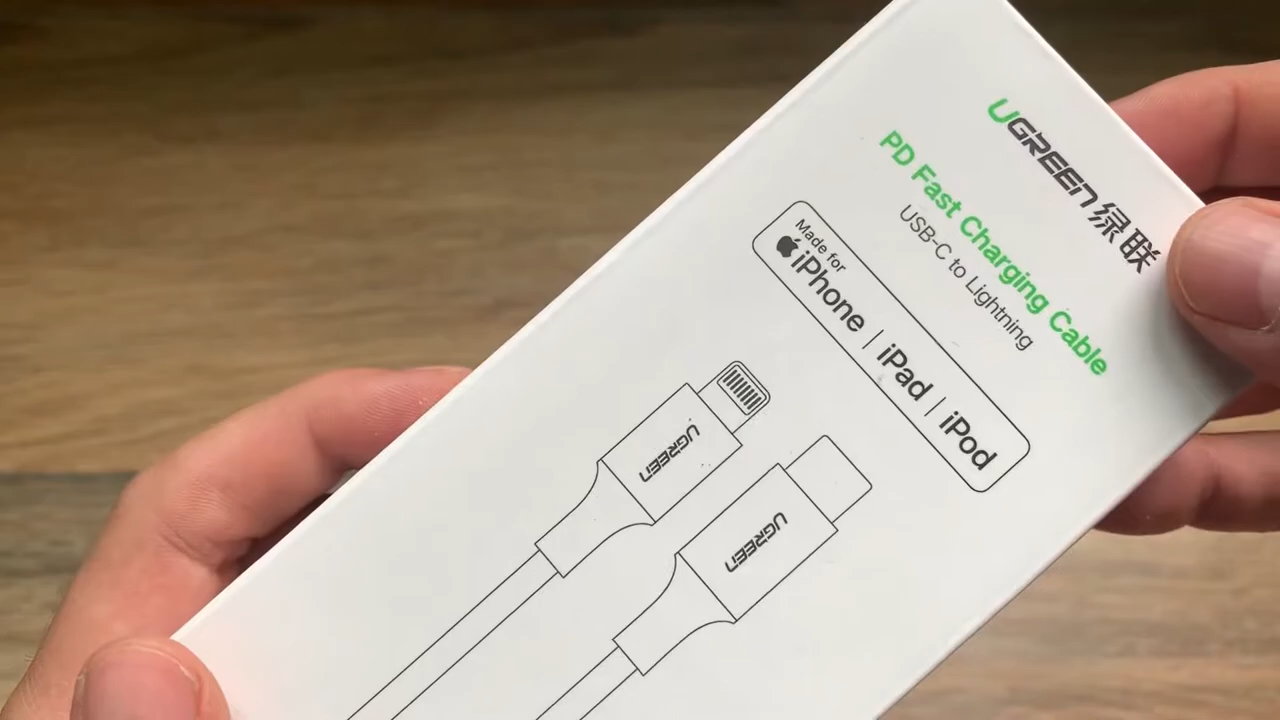 UGREEN 绿联
PD Fast Charging Cable
USB-C to Lightning
Made for
iPhone | iPad | iPod
UGREEN
UGREEN